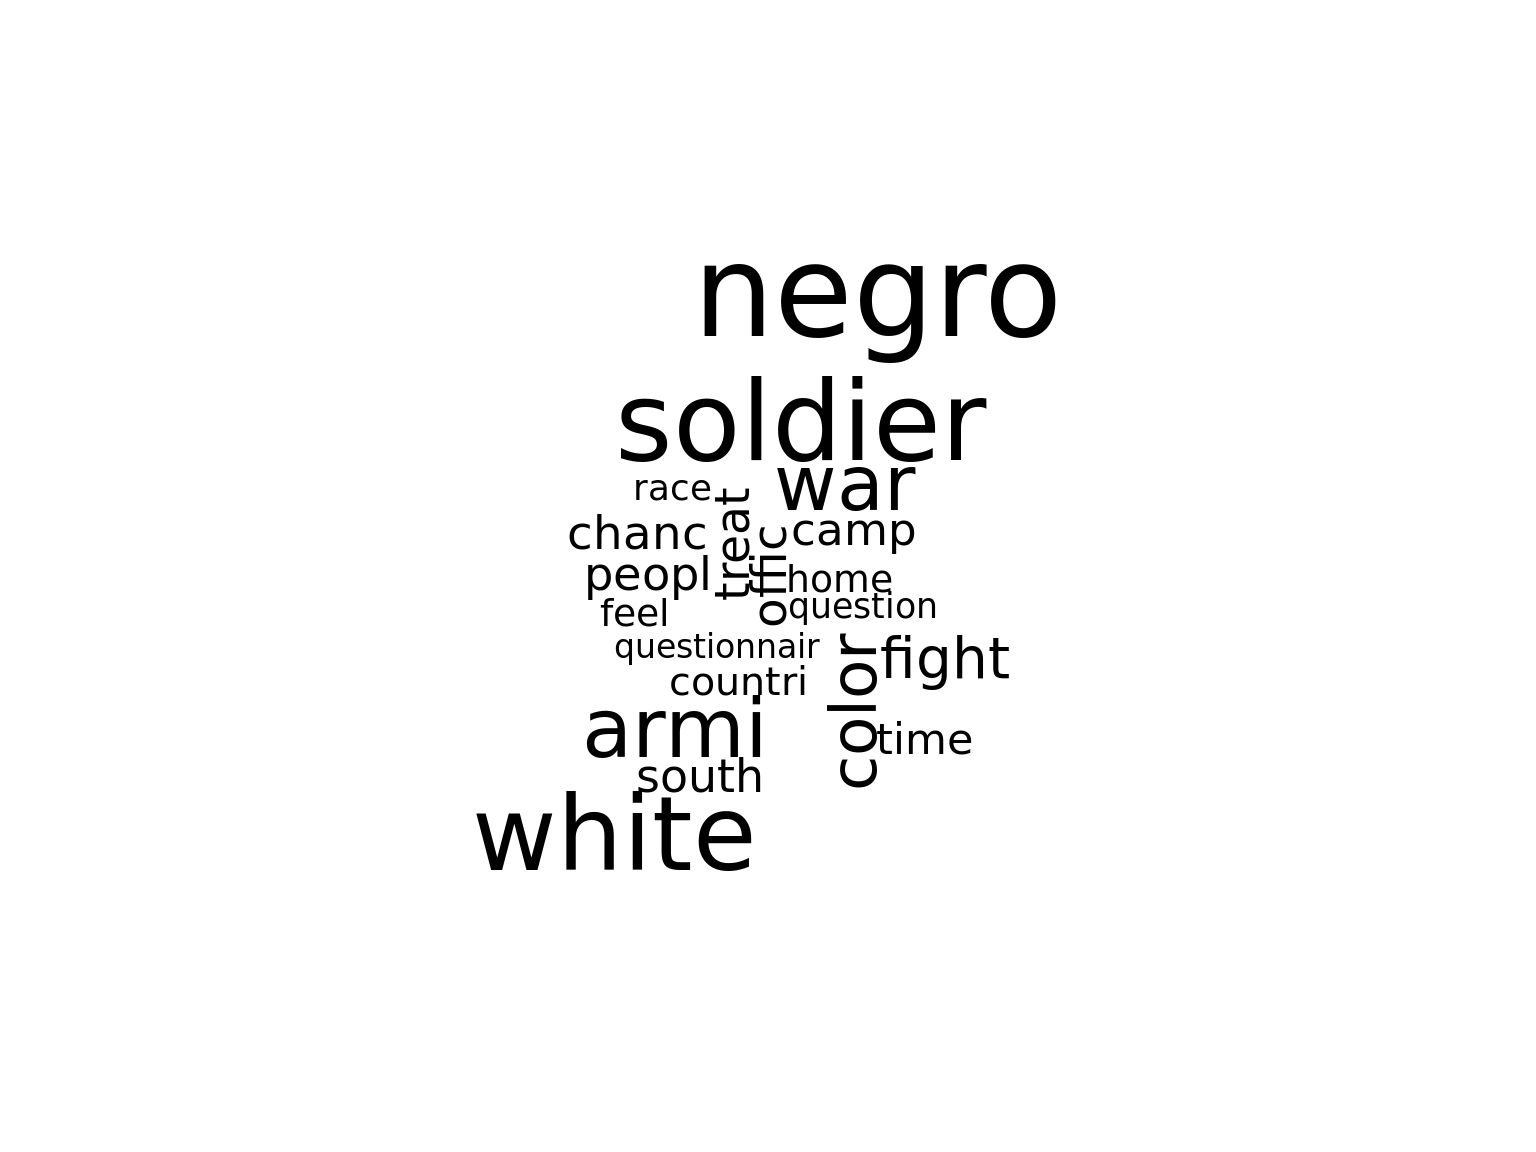 negro
soldier
war
race
treat
chanc
offic
camp
peopl
home
question
feel
questionnair
color
fight
countri
armi
time
south
white